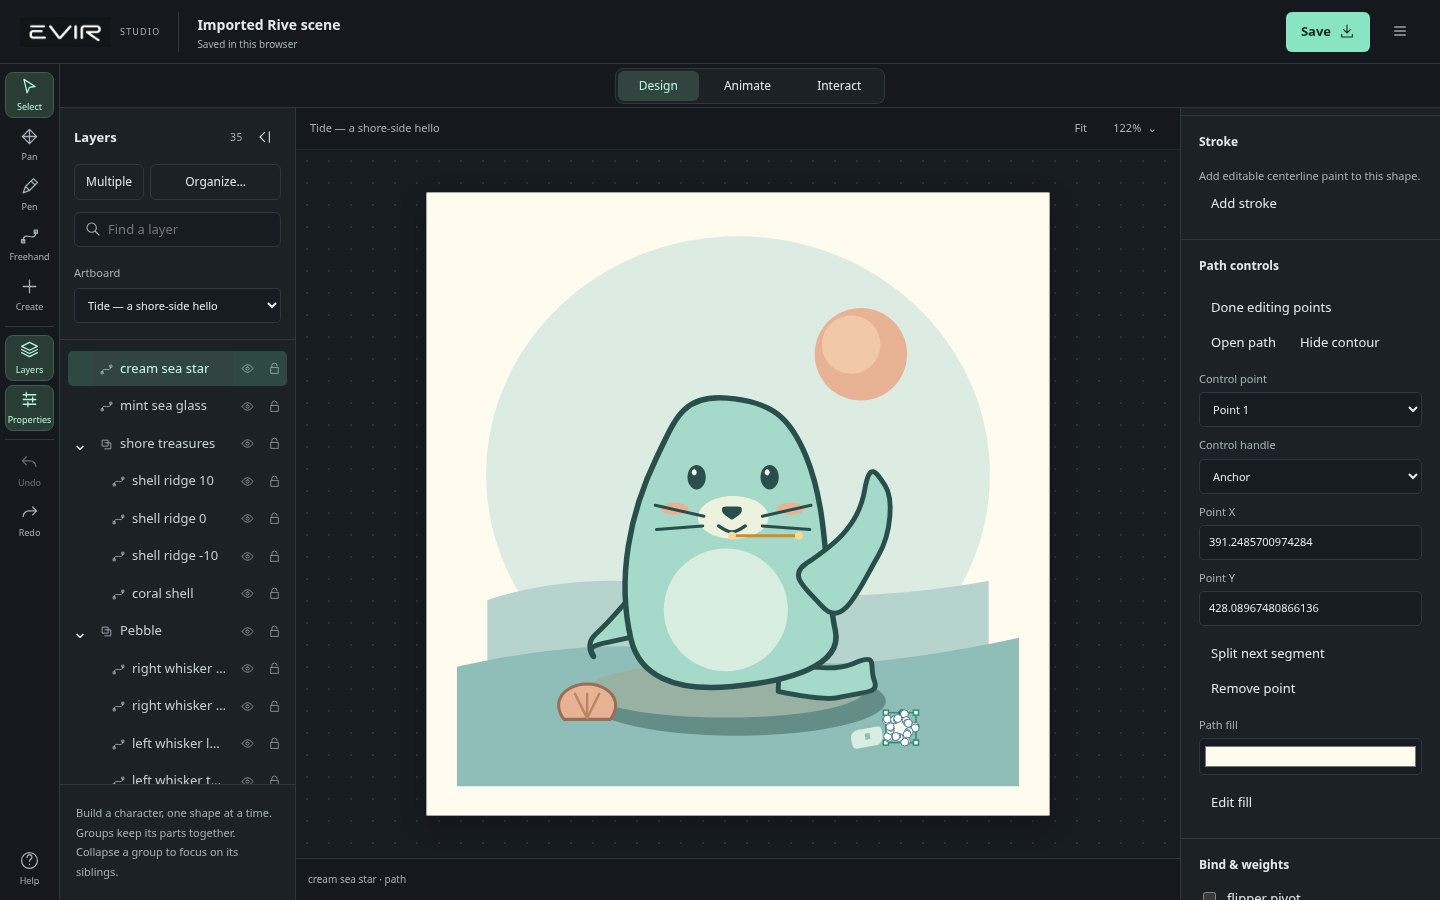 EVIR STUDIO
Imported Rive scene
Saved in this browser
Save
Design
Animate
Interact
Select
Pan
Pen
Freehand
Create
Layers
Properties
Undo
Redo
Help
Layers
35
Multiple
Organize...
Find a layer
Artboard
Tide — a shore-side hello
cream sea star
mint sea glass
shore treasures
shell ridge 10
shell ridge 0
shell ridge -10
coral shell
Pebble
right whisker ...
right whisker ...
left whisker l...
left whisker t...
Build a character, one shape at a time.
Groups keep its parts together.
Collapse a group to focus on its
siblings.
Tide — a shore-side hello
Fit
122%
cream sea star · path
Stroke
Add editable centerline paint to this shape.
Add stroke
Path controls
Done editing points
Open path
Hide contour
Control point
Point 1
Control handle
Anchor
Point X
391.2485700974284
Point Y
428.08967480866136
Split next segment
Remove point
Path fill
Edit fill
Bind & weights
flipper pivot